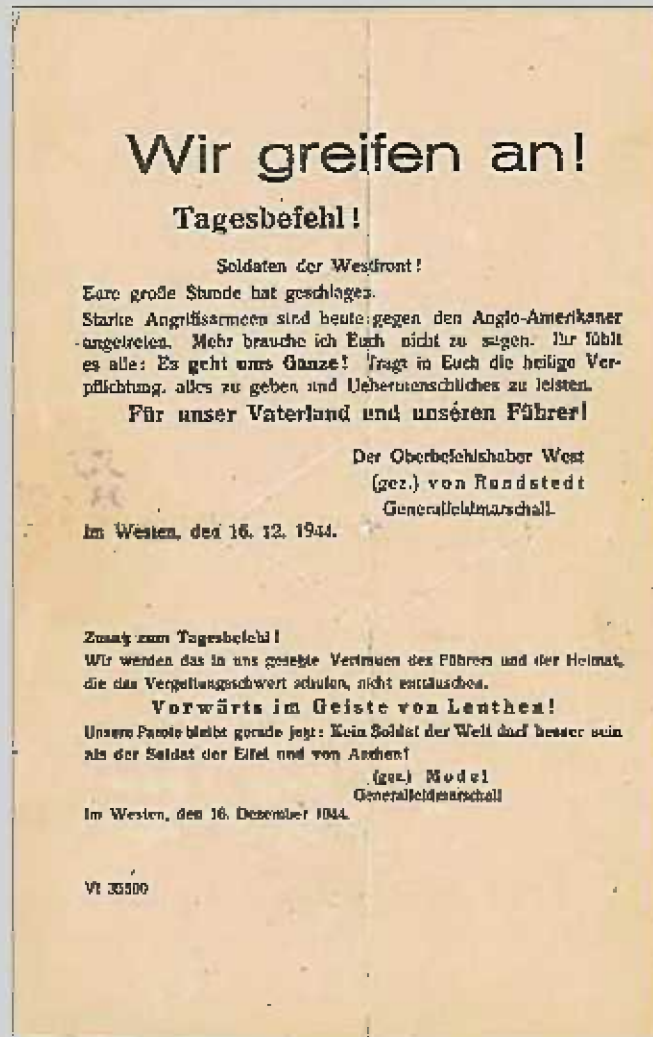 Wir greifen an!
Tagesbefehl!
Soldaten der Westfront!
Eure große Stunde hat geschlagen.
Starke Angriffsarmeen sind heute gegen den Anglo-Amerikaner
angetreten. Mehr brauche ich Euch nicht zu sagen. Ihr fühlt
es alle: Es geht ums Ganze! Tragt in Euch die heilige Ver-
pflichtung, alles zu geben und Uebermenschliches zu leisten.
Für unser Vaterland und unseren Führer!
Der Oberbefehlshaber West
(gez.) von Rundstedt
Generalfeldmarschall.
Im Westen, den 16. 12. 1944.
Zusatz zum Tagesbefehl!
Wir werden das in uns gesetzte Vertrauen des Führers und der Heimat,
die das Vergeltungsschwert schufen, nicht enttäuschen.
Vorwärts im Geiste von Leuthen!
Unsere Parole bleibt gerade jetzt: Kein Soldat der Welt darf besser sein
als der Soldat der Eifel und von Aachen!
(gez.) Model
Generalfeldmarschall
Im Westen, den 16. Dezember 1944.